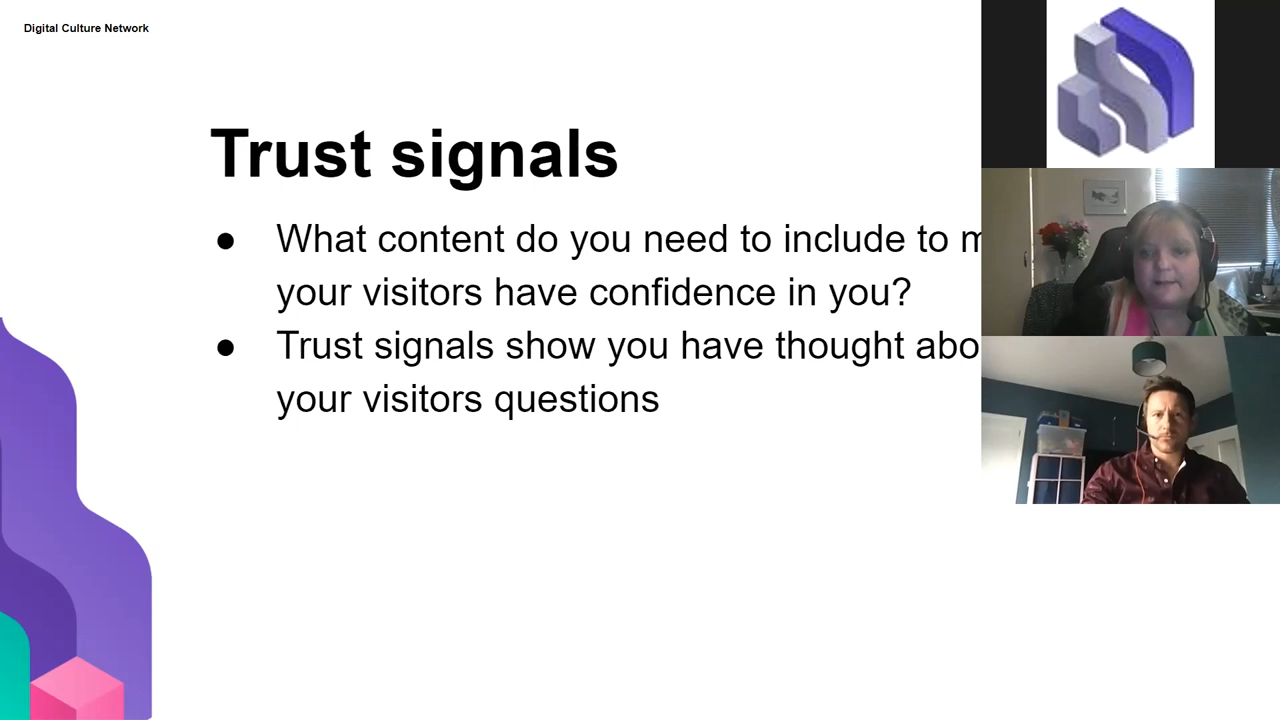 Digital Culture Network
Trust signals
● What content do you need to include to
your visitors have confidence in you?
● Trust signals show you have thought
your visitors questions